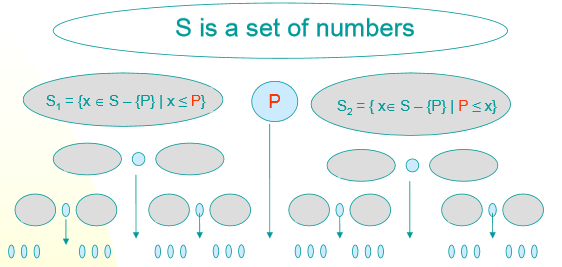 S is a set of numbers
S₁ = {x ∈ S – {P} | x ≤ P}
P
S₂ = { x∈ S – {P} | P ≤ x}